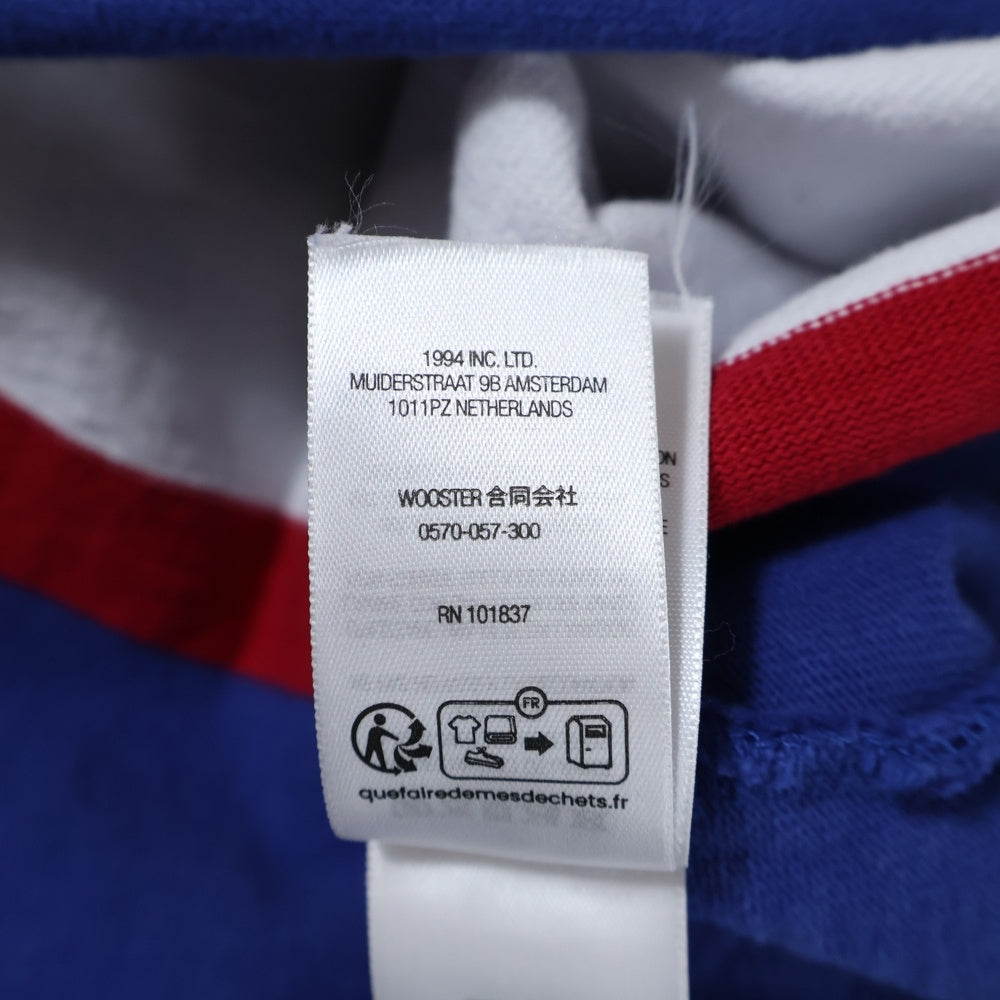 1994 INC. LTD.
MUIDERSTRAAT 9B AMSTERDAM
1011PZ NETHERLANDS
WOOSTER 合同会社
0570-057-300
RN 101837
FR
quefairedemesdechets.fr